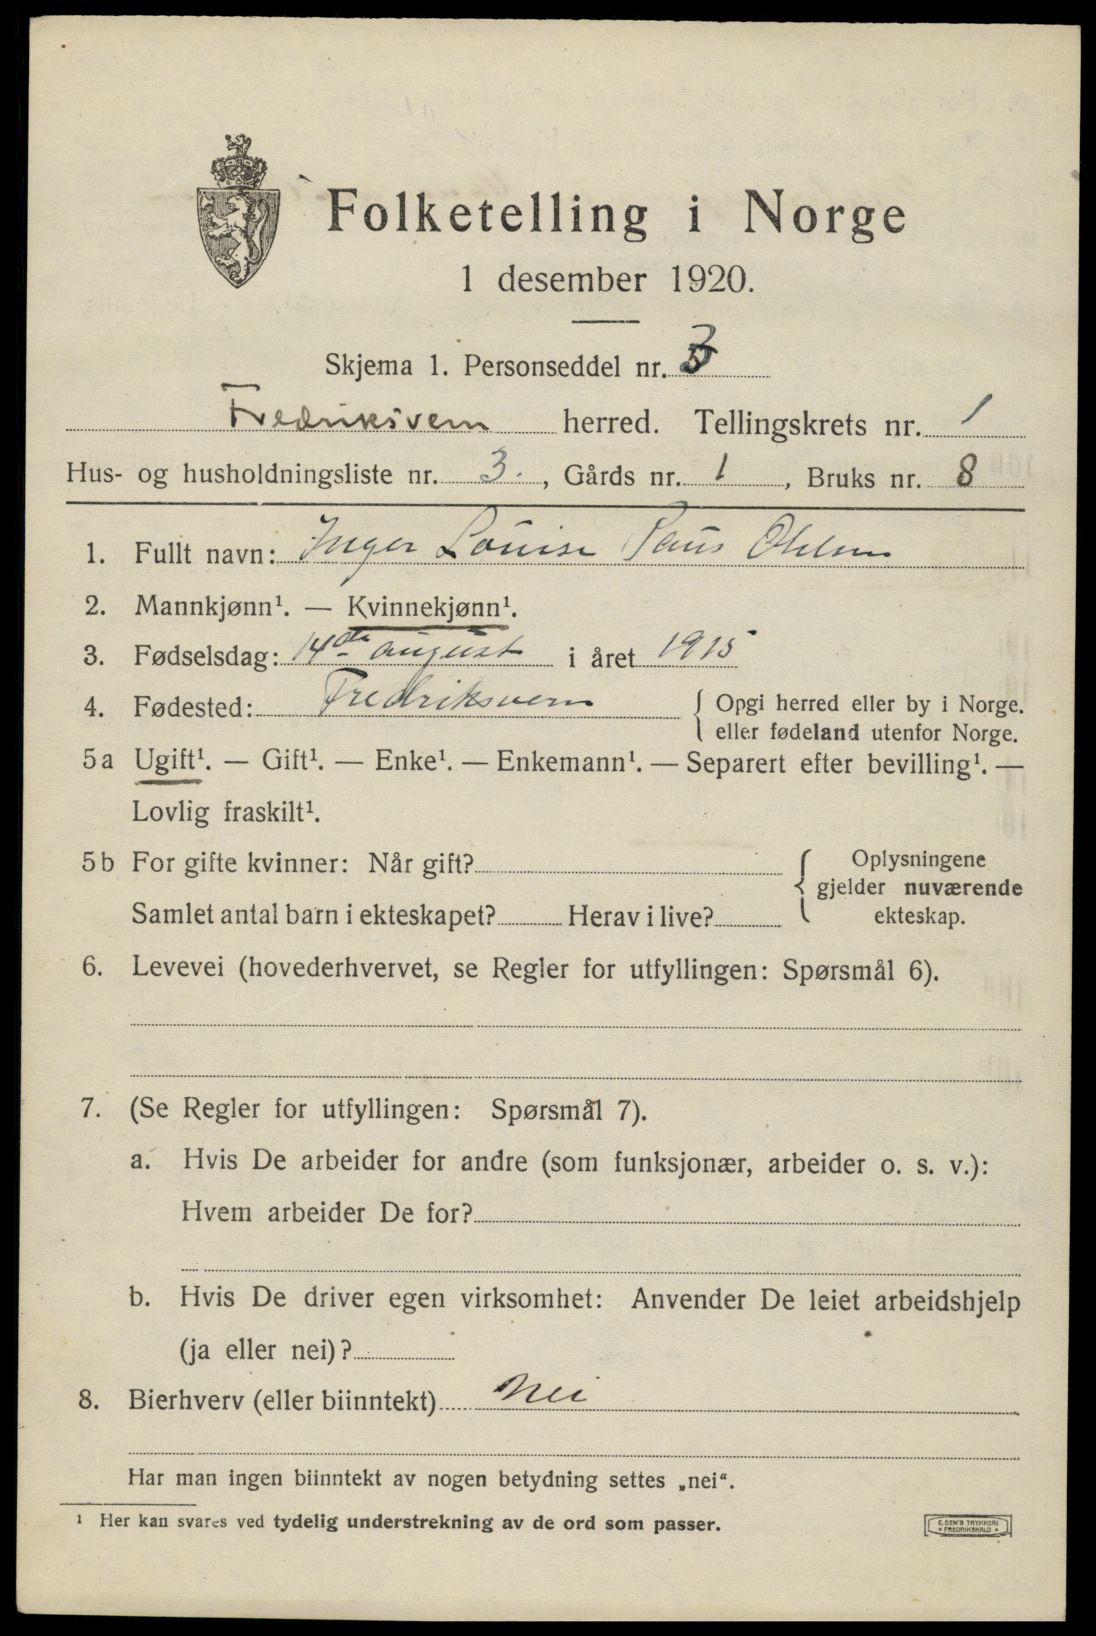 Folketelling i Norge
1 desember 1920.
Skjema 1. Personseddel nr. 3
Fredriksvern herred. Tellingskrets nr. 1
Hus- og husholdningsliste nr. 3. , Gårds nr. 1 , Bruks nr. 8
1. Fullt navn: Inger Louise Paus Ohlsen
2. Mannkjønn¹. — Kvinnekjønn¹.
3. Fødselsdag: 14de august i året 1915
4. Fødested: Fredriksvern { Opgi herred eller by i Norge.
eller fødeland utenfor Norge.
5 a Ugift¹. — Gift¹. — Enke¹. — Enkemann¹. — Separert efter bevilling¹. —
Lovlig fraskilt¹.
5 b For gifte kvinner: Når gift? { Oplysningene
gjelder nuværende
Samlet antal barn i ekteskapet? Herav i live? ekteskap.
6. Levevei (hovederhvervet, se Regler for utfyllingen: Spørsmål 6).
7. (Se Regler for utfyllingen: Spørsmål 7).
a. Hvis De arbeider for andre (som funksjonær, arbeider o. s. v.):
Hvem arbeider De for?
b. Hvis De driver egen virksomhet: Anvender De leiet arbeidshjelp
(ja eller nei)?
8. Bierhverv (eller biinntekt) Nei
Har man ingen biinntekt av nogen betydning settes „nei“.
¹ Her kan svares ved tydelig understrekning av de ord som passer.
E. SEM'S TRYKKERI
• FREDRIKSHALD •